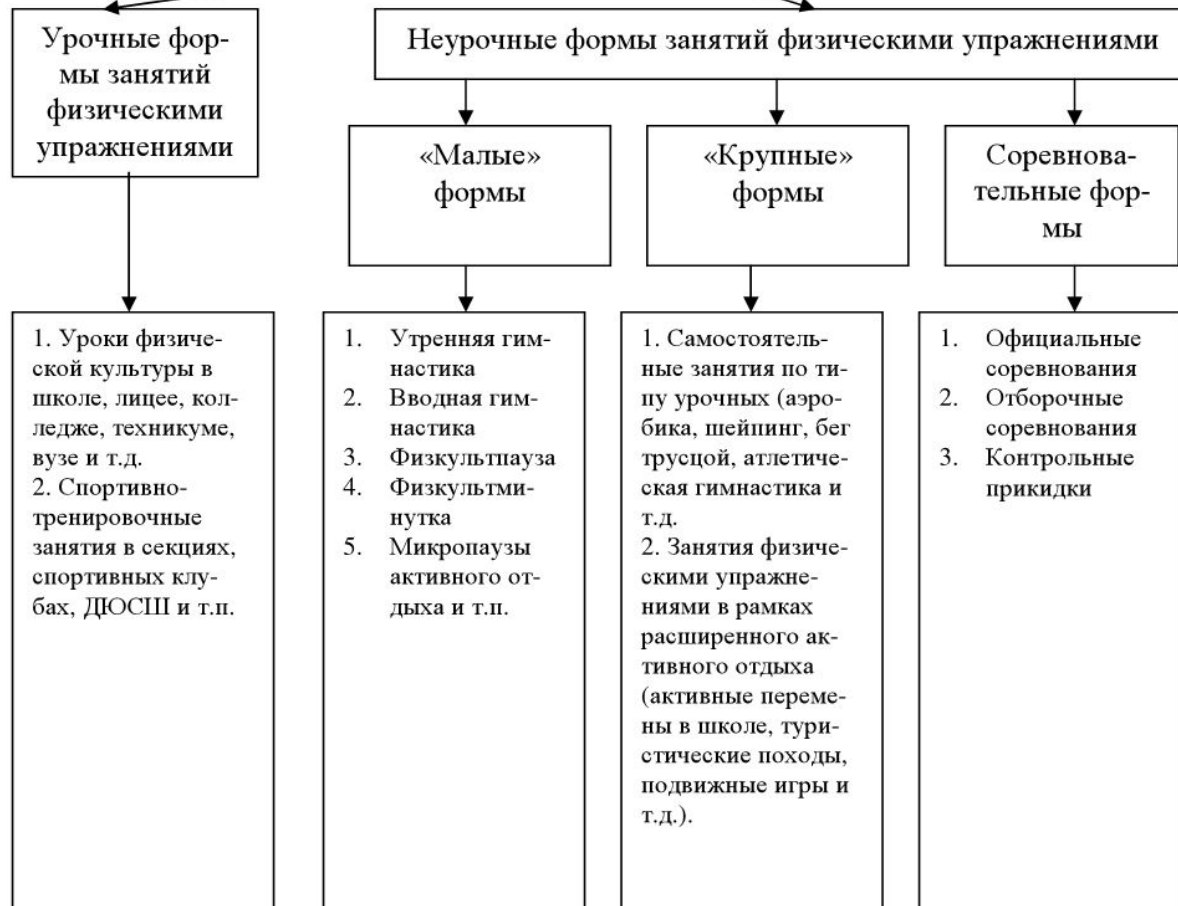 Урочные фор-
мы занятий
физическими
упражнениями
Неурочные формы занятий физическими упражнениями
«Малые»
формы
«Крупные»
формы
Соревнова-
тельные фор-
мы
1. Уроки физиче-
ской культуры в
школе, лицее, кол-
ледже, техникуме,
вузе и т.д.
2. Спортивно-
тренировочные
занятия в секциях,
спортивных клу-
бах, ДЮСШ и т.п.
1. Утренняя гим-
настика
2. Вводная гим-
настика
3. Физкультпауза
4. Физкультми-
нутка
5. Микропаузы
активного от-
дыха и т.п.
1. Самостоятель-
ные занятия по ти-
пу урочных (аэро-
бика, шейпинг, бег
трусцой, атлетиче-
ская гимнастика и
т.д.
2. Занятия физиче-
скими упражне-
ниями в рамках
расширенного ак-
тивного отдыха
(активные переме-
ны в школе, тури-
стические походы,
подвижные игры и
т.д.).
1. Официальные
соревнования
2. Отборочные
соревнования
3. Контрольные
прикидки